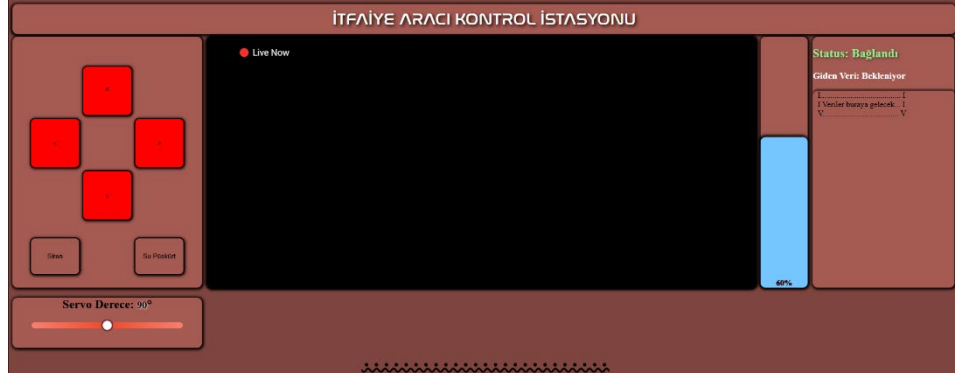 İTFAİYE ARACI KONTROL İSTASYONU
Live Now
Status: Bağlandı
Giden Veri: Bekleniyor
I.................................. I
I Veriler buraya gelecek... I
V.................................V
Siren
Su Püskürt
60%
Servo Derece: 90°